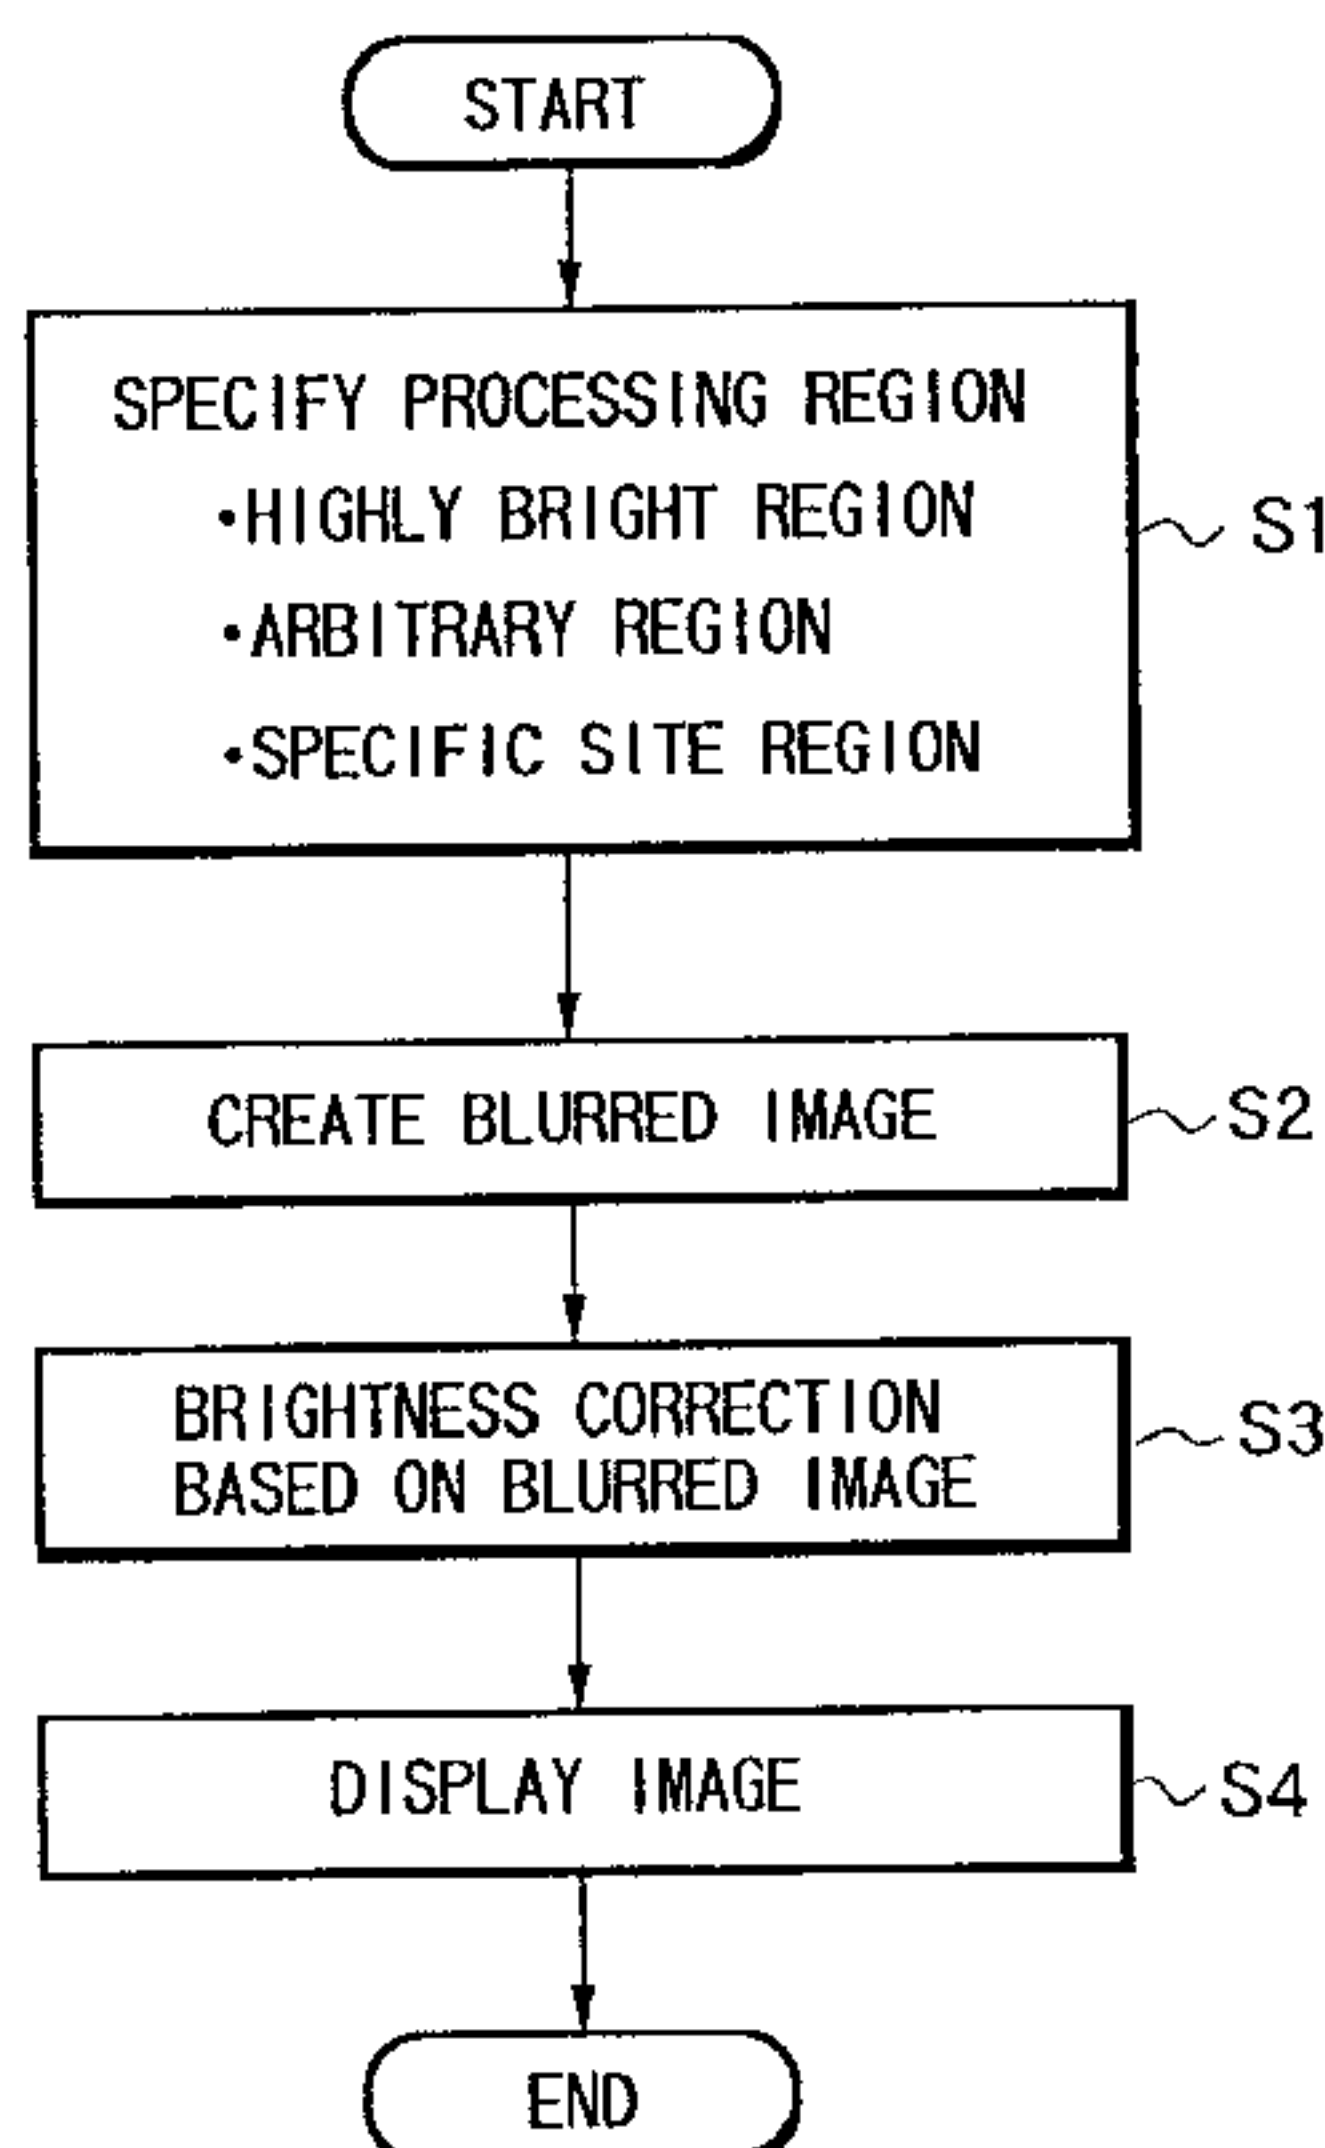 START
SPECIFY PROCESSING REGION
·HIGHLY BRIGHT REGION
·ARBITRARY REGION
·SPECIFIC SITE REGION
S1
CREATE BLURRED IMAGE
S2
BRIGHTNESS CORRECTION
BASED ON BLURRED IMAGE
S3
DISPLAY IMAGE
S4
END